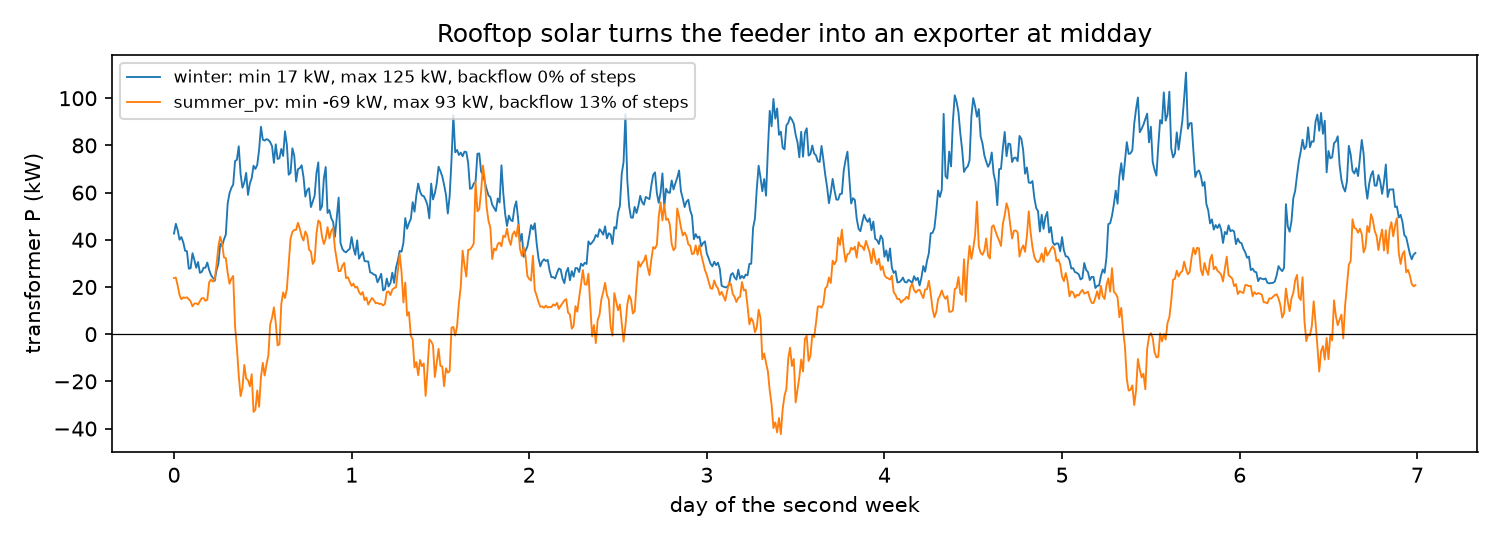 Rooftop solar turns the feeder into an exporter at midday
winter: min 17 kW, max 125 kW, backflow 0% of steps
summer_pv: min -69 kW, max 93 kW, backflow 13% of steps
transformer P (kW)
100
80
60
40
20
0
−20
−40
0 1 2 3 4 5 6 7
day of the second week